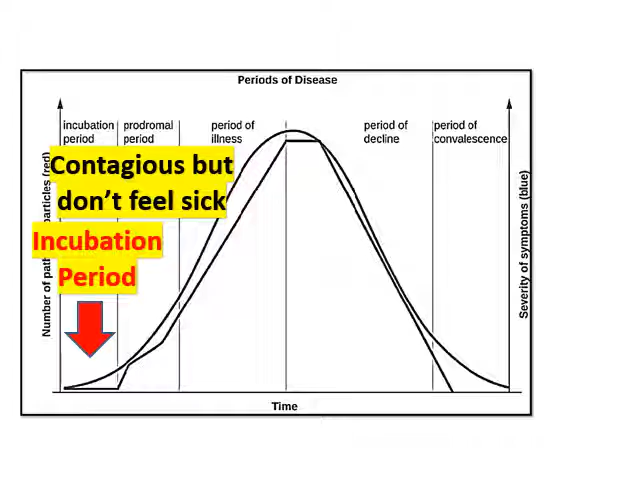 Periods of Disease
incubation period
prodromal period
period of illness
period of decline
period of convalescence
Contagious but
don't feel sick
Incubation
Period
Number of path
particles (red)
Severity of symptoms (blue)
Time